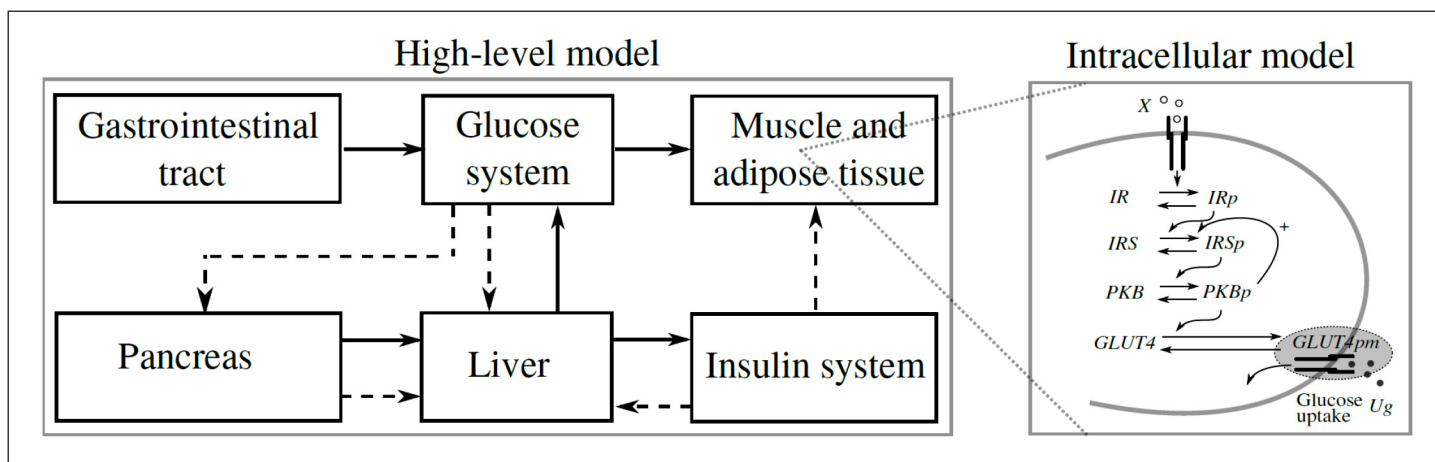 High-level model
Gastrointestinal
tract
Glucose
system
Muscle and
adipose tissue
Pancreas
Liver
Insulin system
Intracellular model
X
IR
IRp
IRS
IRSp
+
PKB
PKBp
GLUT4
GLUT4pm
Glucose
uptake
Ug